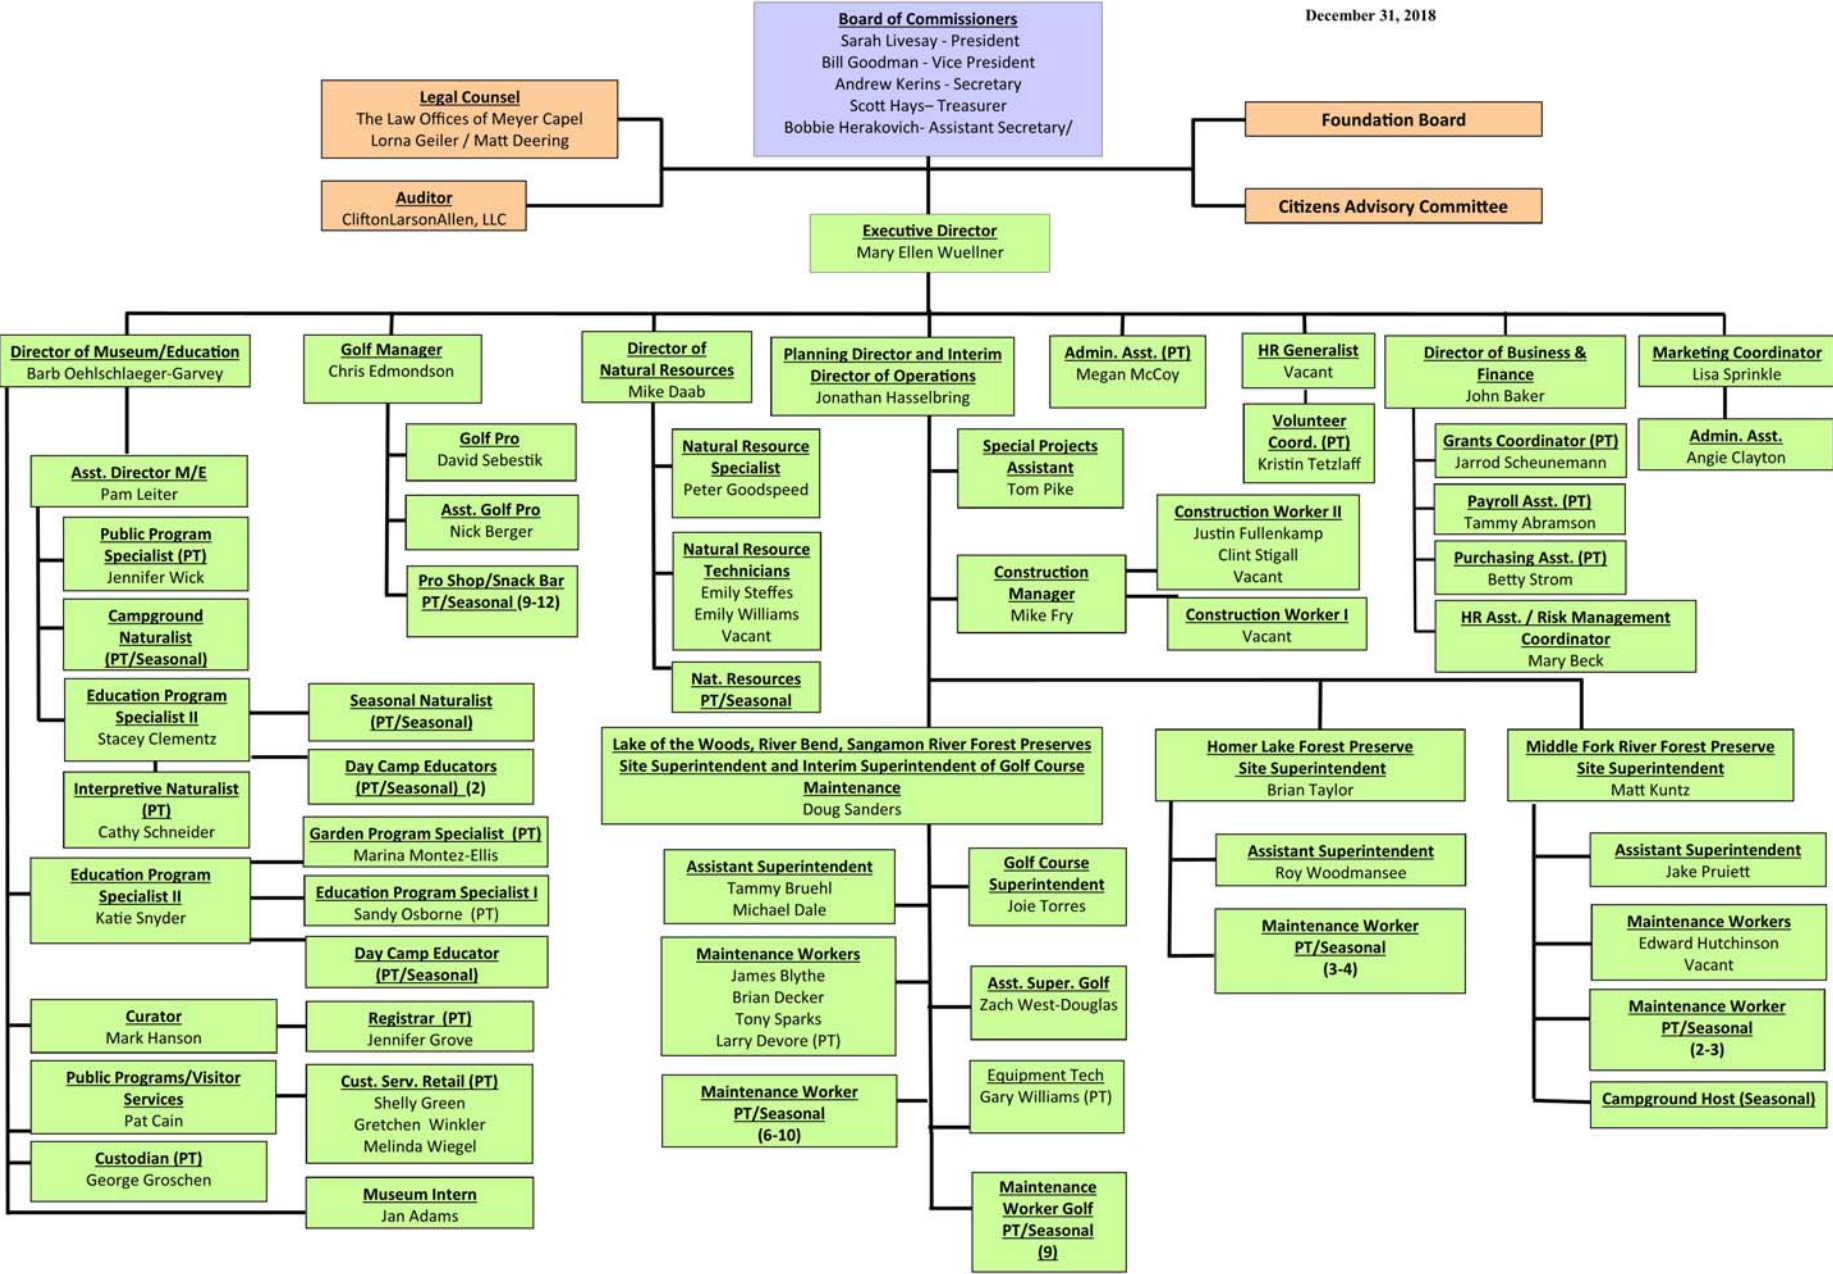 December 31, 2018
Board of Commissioners
Sarah Livesay - President
Bill Goodman - Vice President
Andrew Kerins - Secretary
Scott Hays– Treasurer
Bobbie Herakovich- Assistant Secretary/
Legal Counsel
The Law Offices of Meyer Capel
Lorna Geiler / Matt Deering
Auditor
CliftonLarsonAllen, LLC
Foundation Board
Citizens Advisory Committee
Executive Director
Mary Ellen Wuellner
Director of Museum/Education
Barb Oehlschlaeger-Garvey
Asst. Director M/E
Pam Leiter
Public Program
Specialist (PT)
Jennifer Wick
Campground
Naturalist
(PT/Seasonal)
Education Program
Specialist II
Stacey Clementz
Seasonal Naturalist
(PT/Seasonal)
Day Camp Educators
(PT/Seasonal) (2)
Interpretive Naturalist
(PT)
Cathy Schneider
Education Program
Specialist II
Katie Snyder
Garden Program Specialist (PT)
Marina Montez-Ellis
Education Program Specialist I
Sandy Osborne (PT)
Day Camp Educator
(PT/Seasonal)
Curator
Mark Hanson
Registrar (PT)
Jennifer Grove
Public Programs/Visitor
Services
Pat Cain
Cust. Serv. Retail (PT)
Shelly Green
Gretchen Winkler
Melinda Wiegel
Custodian (PT)
George Groschen
Museum Intern
Jan Adams
Golf Manager
Chris Edmondson
Golf Pro
David Sebestik
Asst. Golf Pro
Nick Berger
Pro Shop/Snack Bar
PT/Seasonal (9-12)
Director of
Natural Resources
Mike Daab
Natural Resource
Specialist
Peter Goodspeed
Natural Resource
Technicians
Emily Steffes
Emily Williams
Vacant
Nat. Resources
PT/Seasonal
Planning Director and Interim
Director of Operations
Jonathan Hasselbring
Special Projects
Assistant
Tom Pike
Construction
Manager
Mike Fry
Construction Worker II
Justin Fullenkamp
Clint Stigall
Vacant
Construction Worker I
Vacant
Admin. Asst. (PT)
Megan McCoy
HR Generalist
Vacant
Volunteer
Coord. (PT)
Kristin Tetzlaff
Director of Business &
Finance
John Baker
Grants Coordinator (PT)
Jarrod Scheunemann
Payroll Asst. (PT)
Tammy Abramson
Purchasing Asst. (PT)
Betty Strom
HR Asst. / Risk Management
Coordinator
Mary Beck
Marketing Coordinator
Lisa Sprinkle
Admin. Asst.
Angie Clayton
Lake of the Woods, River Bend, Sangamon River Forest Preserves
Site Superintendent and Interim Superintendent of Golf Course
Maintenance
Doug Sanders
Assistant Superintendent
Tammy Bruehl
Michael Dale
Maintenance Workers
James Blythe
Brian Decker
Tony Sparks
Larry Devore (PT)
Maintenance Worker
PT/Seasonal
(6-10)
Golf Course
Superintendent
Joie Torres
Asst. Super. Golf
Zach West-Douglas
Equipment Tech
Gary Williams (PT)
Maintenance
Worker Golf
PT/Seasonal
(9)
Homer Lake Forest Preserve
Site Superintendent
Brian Taylor
Assistant Superintendent
Roy Woodmansee
Maintenance Worker
PT/Seasonal
(3-4)
Middle Fork River Forest Preserve
Site Superintendent
Matt Kuntz
Assistant Superintendent
Jake Pruiett
Maintenance Workers
Edward Hutchinson
Vacant
Maintenance Worker
PT/Seasonal
(2-3)
Campground Host (Seasonal)